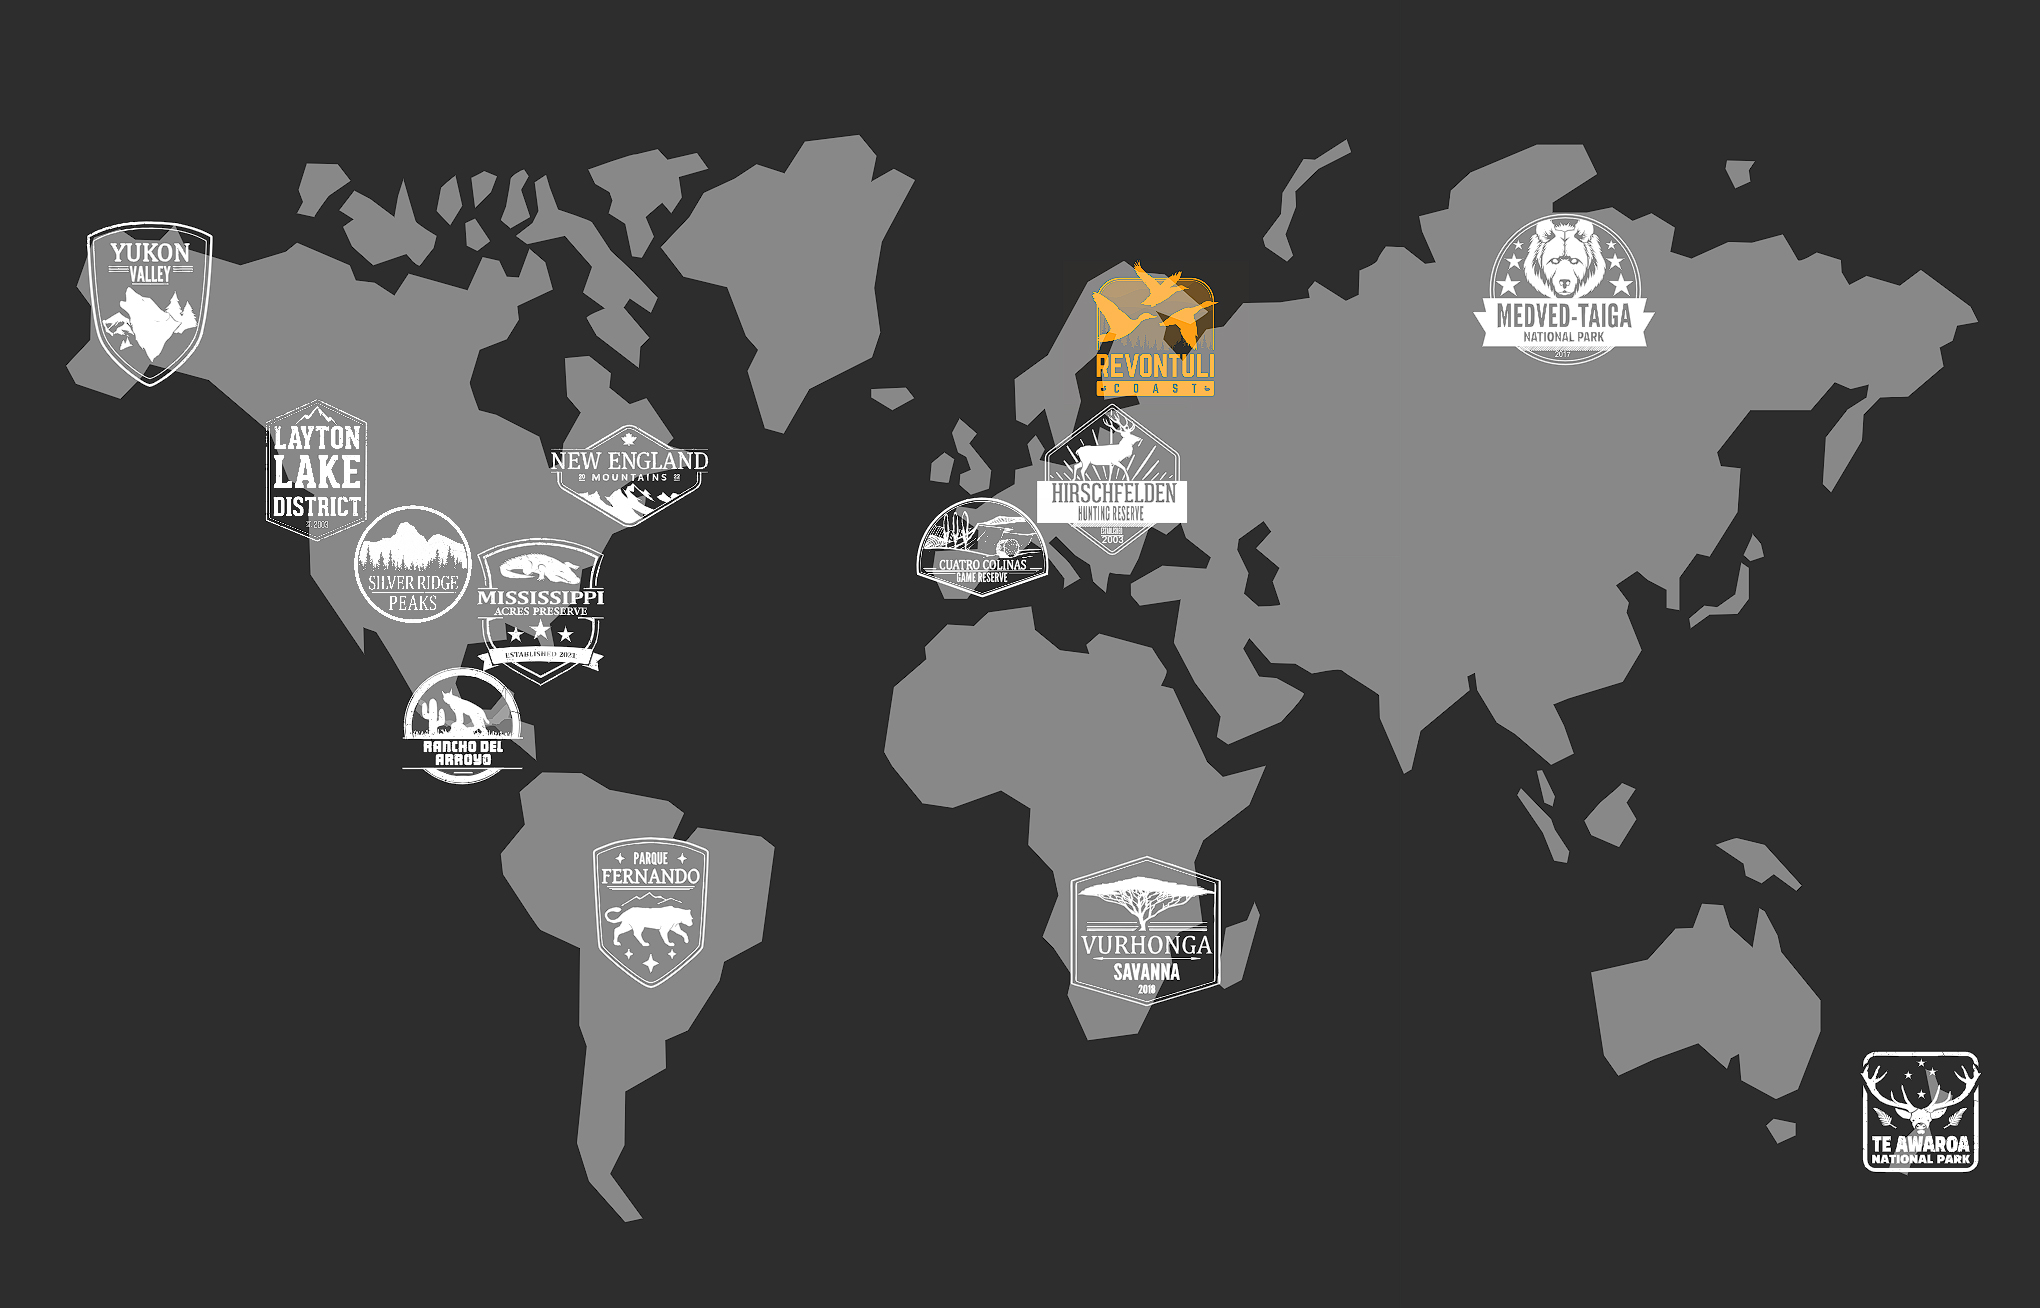 YUKON
VALLEY
LAYTON
LAKE
DISTRICT
2003
SILVER RIDGE
PEAKS
NEW ENGLAND
20 MOUNTAINS 22
MISSISSIPPI
ACRES PRESERVE
ESTABLISHED 2021
RANCHO DEL
ARROYO
PARQUE
FERNANDO
REVONTULI
COAST
HIRSCHFELDEN
HUNTING RESERVE
2003
CUATRO COLINAS
GAME RESERVE
MEDVED-TAIGA
NATIONAL PARK
2017
VURHONGA
SAVANNA
2018
TE AWAROA
NATIONAL PARK